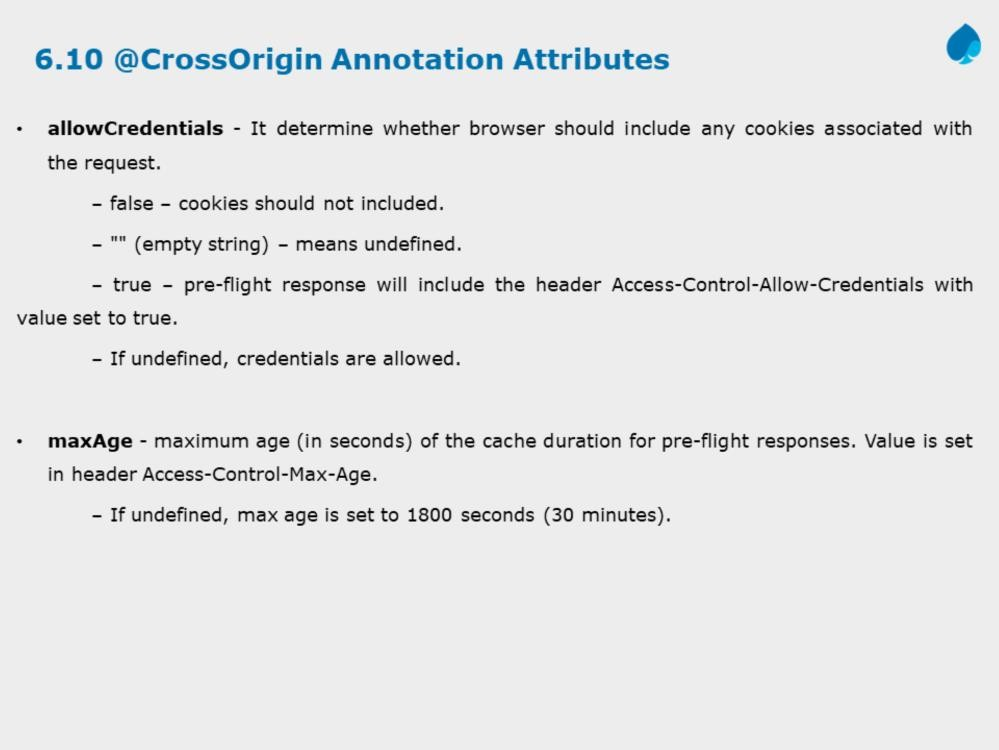 6.10 @CrossOrigin Annotation Attributes
• allowCredentials - It determine whether browser should include any cookies associated with
the request.
– false – cookies should not included.
– "" (empty string) – means undefined.
– true – pre-flight response will include the header Access-Control-Allow-Credentials with
value set to true.
– If undefined, credentials are allowed.
• maxAge - maximum age (in seconds) of the cache duration for pre-flight responses. Value is set
in header Access-Control-Max-Age.
– If undefined, max age is set to 1800 seconds (30 minutes).